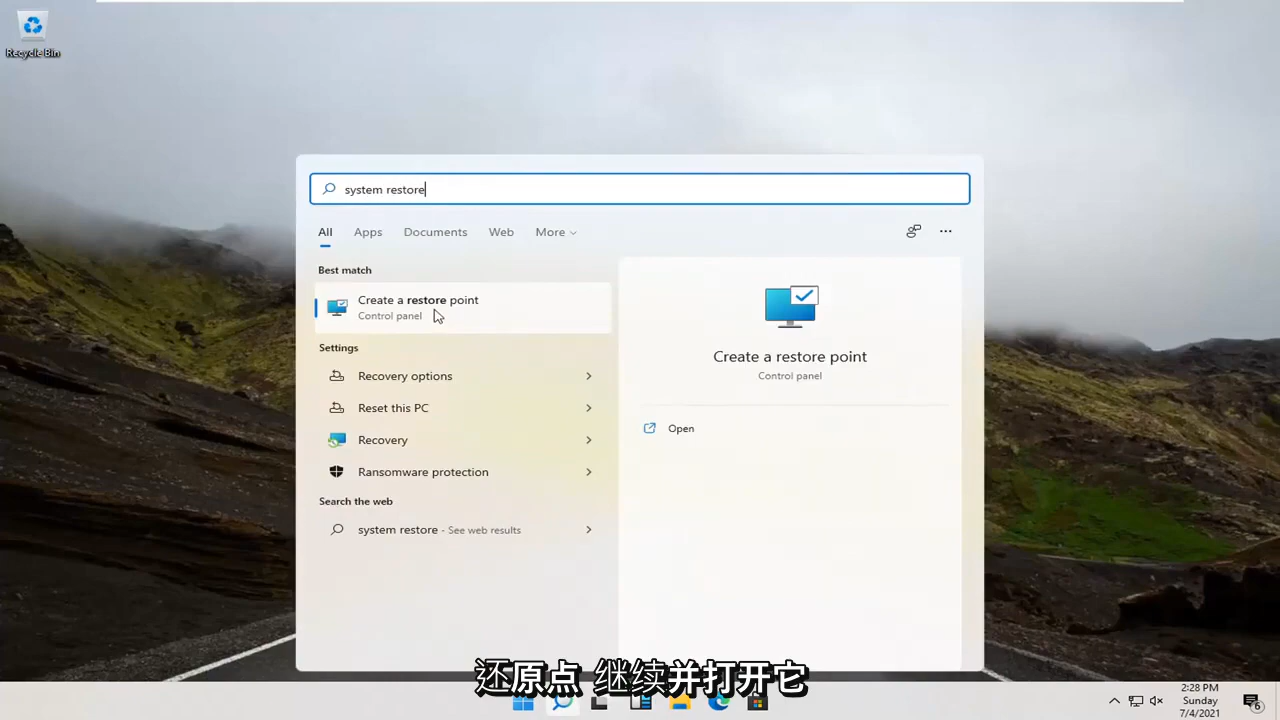 Recycle Bin
system restore
All Apps Documents Web More
Best match
Create a restore point
Control panel
Settings
Recovery options
Reset this PC
Recovery
Ransomware protection
Search the web
system restore - See web results
Create a restore point
Control panel
Open
还原点 继续并打开它
2:28 PM
Sunday
7/4/2021
6